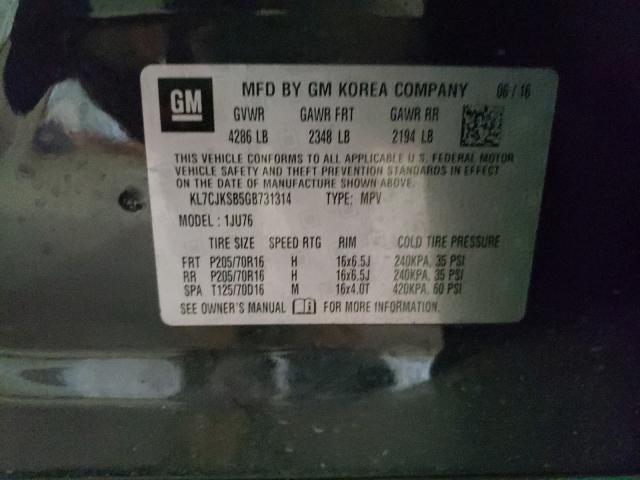 GM
MFD BY GM KOREA COMPANY 06 / 16
GVWR GAWR FRT GAWR RR
4286 LB 2348 LB 2194 LB
THIS VEHICLE CONFORMS TO ALL APPLICABLE U.S. FEDERAL MOTOR
VEHICLE SAFETY AND THEFT PREVENTION STANDARDS IN EFFECT
ON THE DATE OF MANUFACTURE SHOWN ABOVE.
KL7CJKSB5GB731314 TYPE: MPV
MODEL : 1JU76
TIRE SIZE SPEED RTG RIM COLD TIRE PRESSURE
FRT P205/70R16 H 16x6.5J 240KPA, 35 PSI
RR P205/70R16 H 16x6.5J 240KPA, 35 PSI
SPA T125/70D16 M 16x4.0T 420KPA, 60 PSI
SEE OWNER'S MANUAL FOR MORE INFORMATION.